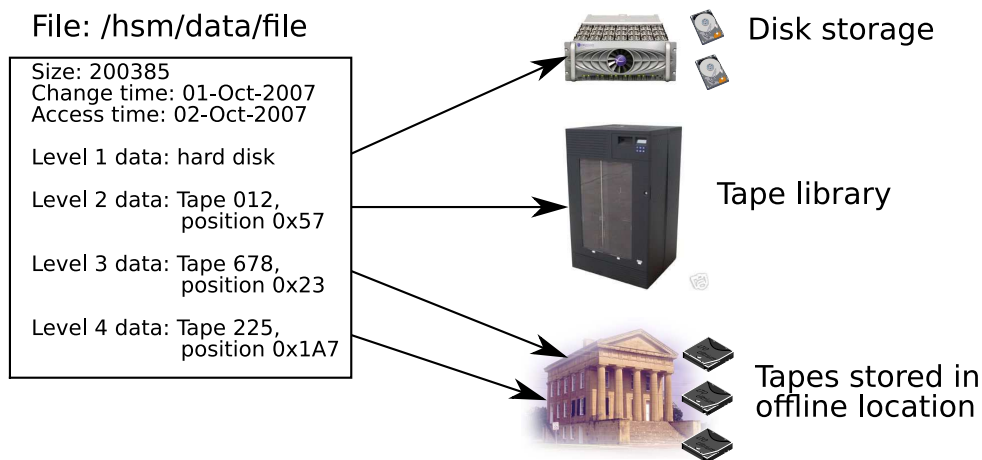 File: /hsm/data/file
Size: 200385
Change time: 01-Oct-2007
Access time: 02-Oct-2007
Level 1 data: hard disk
Level 2 data: Tape 012,
position 0x57
Level 3 data: Tape 678,
position 0x23
Level 4 data: Tape 225,
position 0x1A7
Disk storage
Tape library
Tapes stored in
offline location